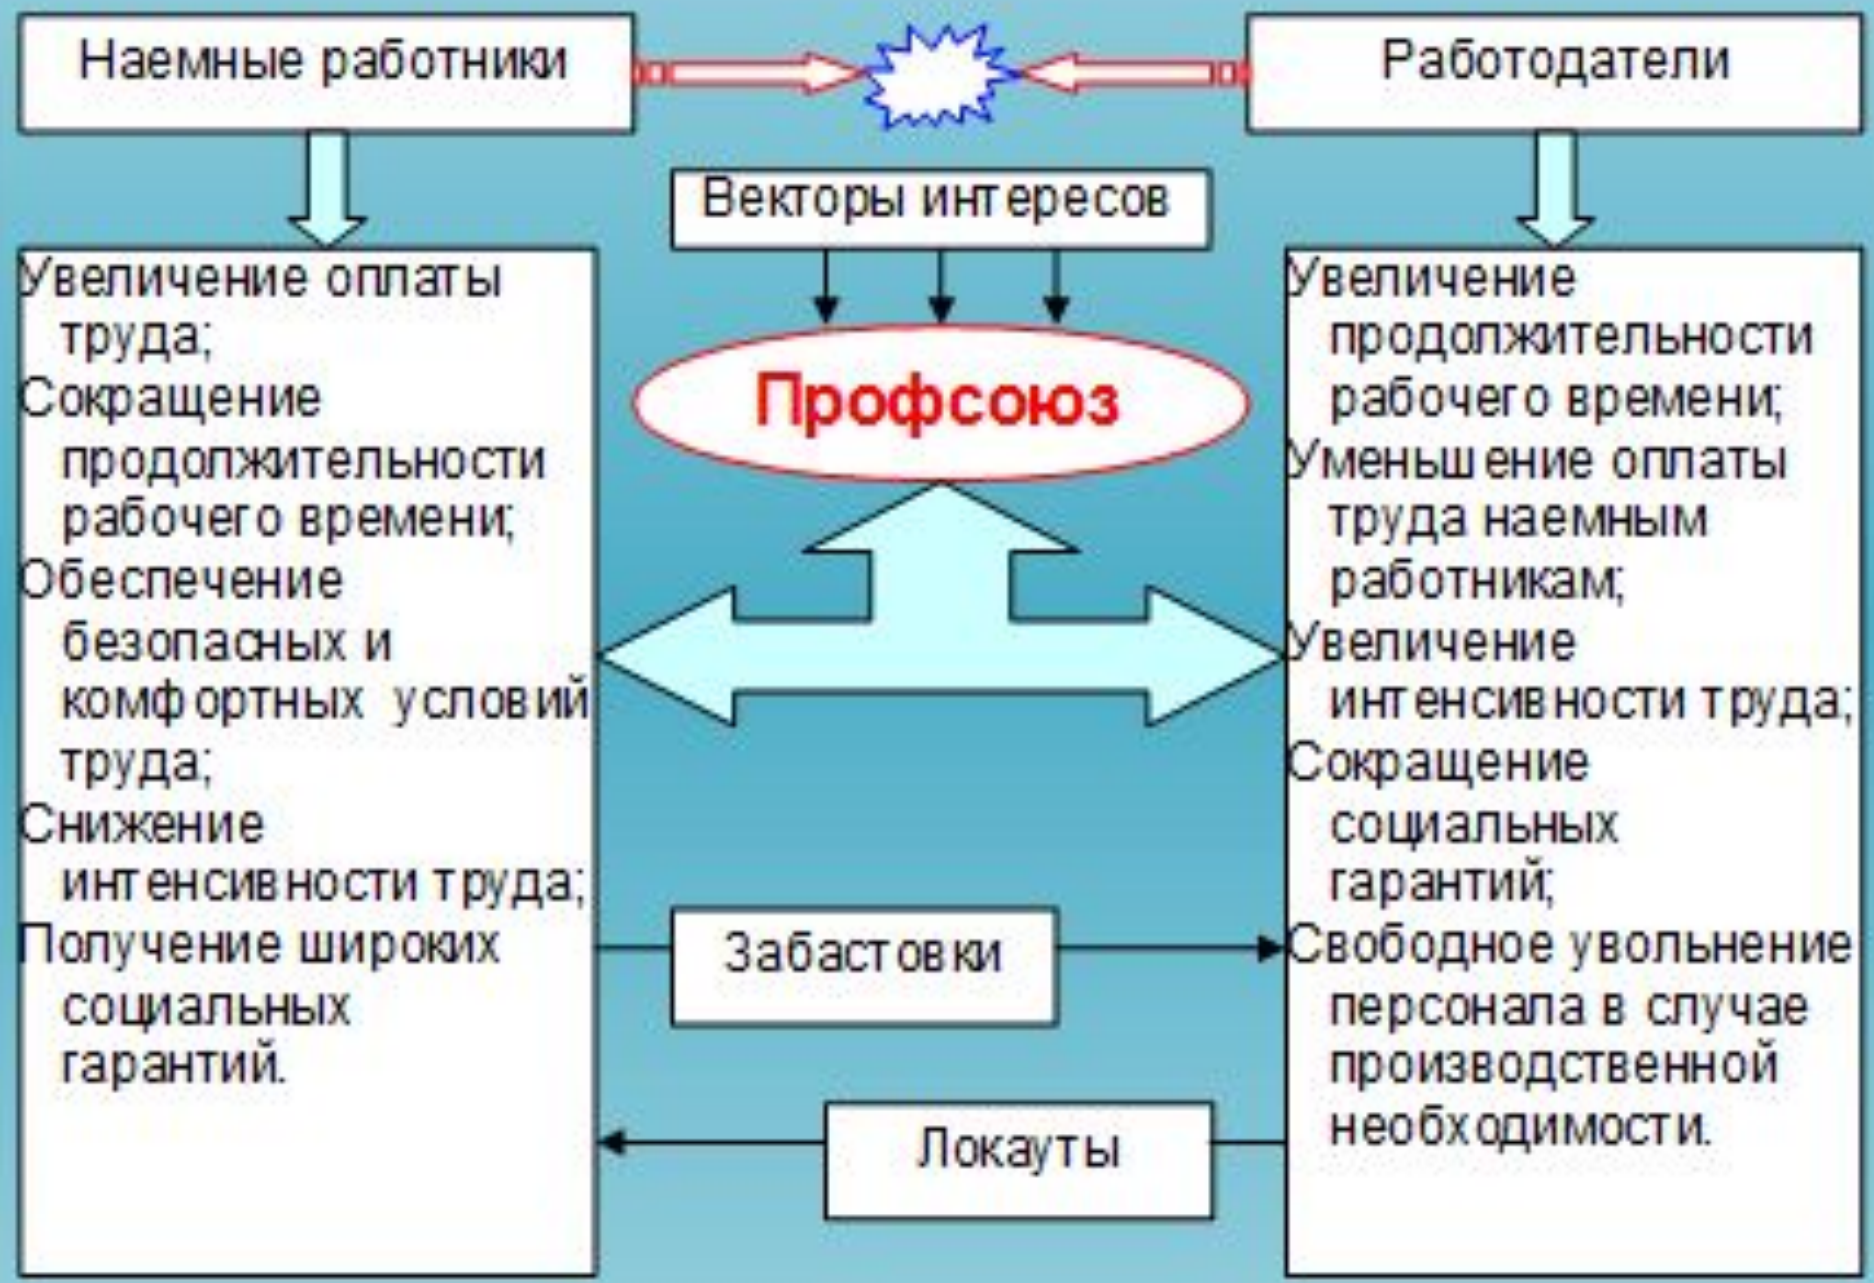 Наемные работники
Работодатели
Векторы интересов
Профсоюз
Увеличение оплаты
труда;
Сокращение
продолжительности
рабочего времени;
Обеспечение
безопасных и
комфортных условий
труда;
Снижение
интенсивности труда;
Получение широких
социальных
гарантий.
Забастовки
Локауты
Увеличение
продолжительности
рабочего времени;
Уменьшение оплаты
труда наемным
работникам;
Увеличение
интенсивности труда;
Сокращение
социальных
гарантий;
Свободное увольнение
персонала в случае
производственной
необходимости.